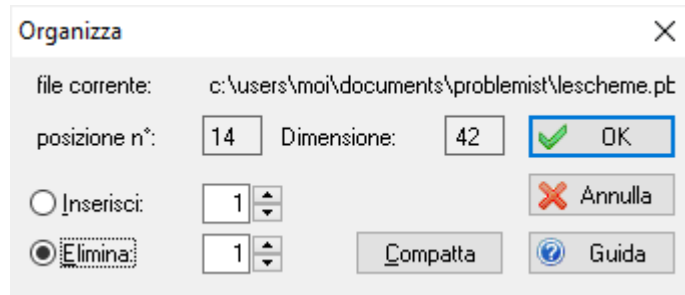 Organizza
file corrente: c:\users\moi\documents\problemist\lescheme.pb
posizione n°: 14 Dimensione: 42 OK
Inserisci: 1 Annulla
Elimina: 1 Compatta Guida